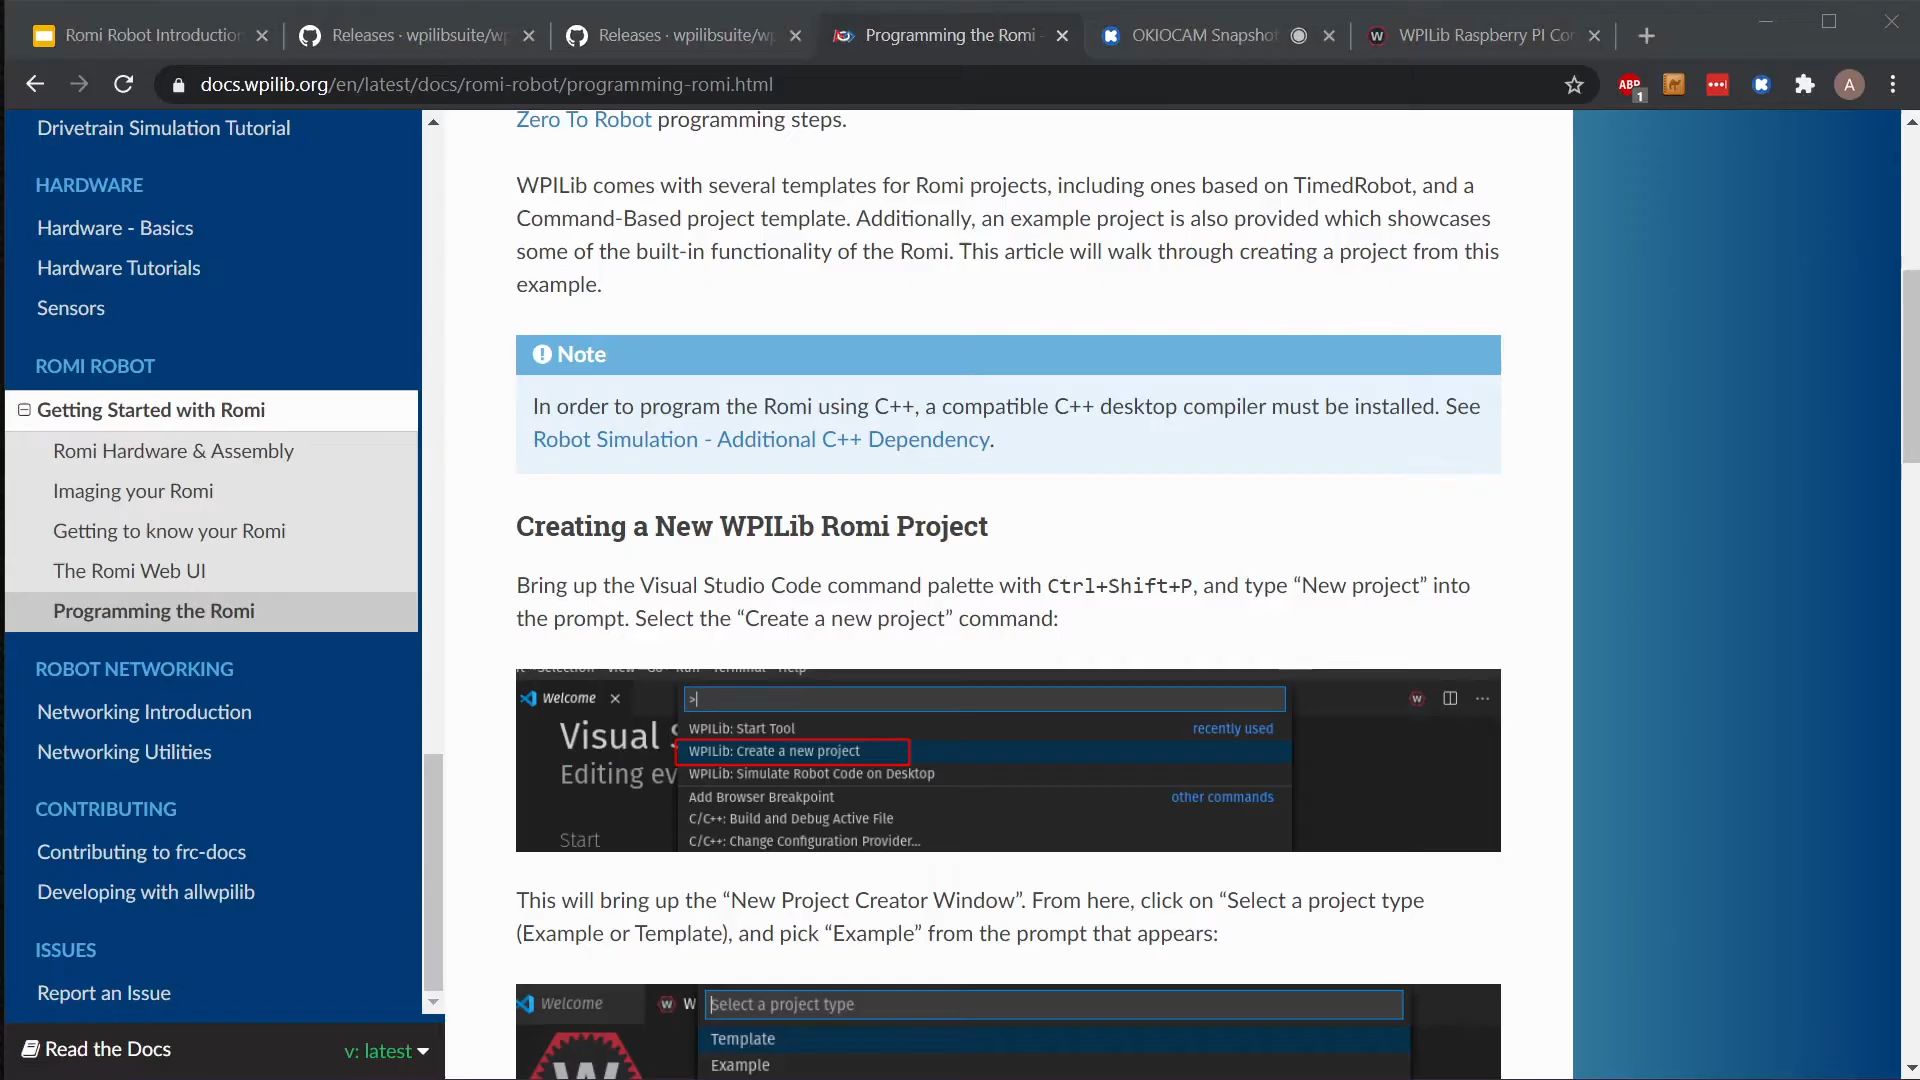 Romi Robot Introduction
Releases · wpilibsuite/wp
Releases · wpilibsuite/wp
Programming the Romi -
OKIOCAM Snapshot
WPILib Raspberry PI Cor
docs.wpilib.org/en/latest/docs/romi-robot/programming-romi.html
ABP
1
A
Drivetrain Simulation Tutorial
HARDWARE
Hardware - Basics
Hardware Tutorials
Sensors
ROMI ROBOT
Getting Started with Romi
Romi Hardware & Assembly
Imaging your Romi
Getting to know your Romi
The Romi Web UI
Programming the Romi
ROBOT NETWORKING
Networking Introduction
Networking Utilities
CONTRIBUTING
Contributing to frc-docs
Developing with allwpilib
ISSUES
Report an Issue
Read the Docs
v: latest
Zero To Robot programming steps.
WPILib comes with several templates for Romi projects, including ones based on TimedRobot, and a
Command-Based project template. Additionally, an example project is also provided which showcases
some of the built-in functionality of the Romi. This article will walk through creating a project from this
example.
Note
In order to program the Romi using C++, a compatible C++ desktop compiler must be installed. See
Robot Simulation - Additional C++ Dependency.
Creating a New WPILib Romi Project
Bring up the Visual Studio Code command palette with Ctrl+Shift+P, and type “New project” into
the prompt. Select the “Create a new project” command:
Selection View Go Run Terminal Help
Welcome
>
W
Visual S
Editing ev
Start
WPILib: Start Tool recently used
WPILib: Create a new project
WPILib: Simulate Robot Code on Desktop
Add Browser Breakpoint other commands
C/C++: Build and Debug Active File
C/C++: Change Configuration Provider...
This will bring up the “New Project Creator Window”. From here, click on “Select a project type
(Example or Template), and pick “Example” from the prompt that appears:
Welcome
W W
Select a project type
Template
Example
W